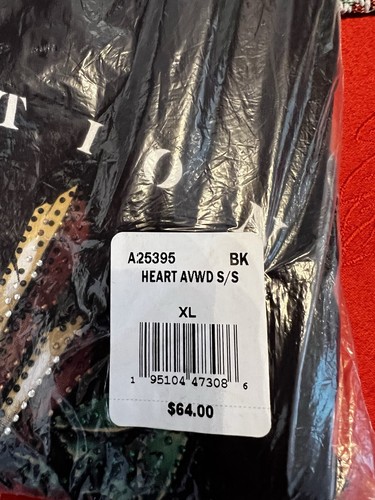 T I O
A25395 BK
HEART AVWD S/S
XL
1 95104 47308 6
$64.00